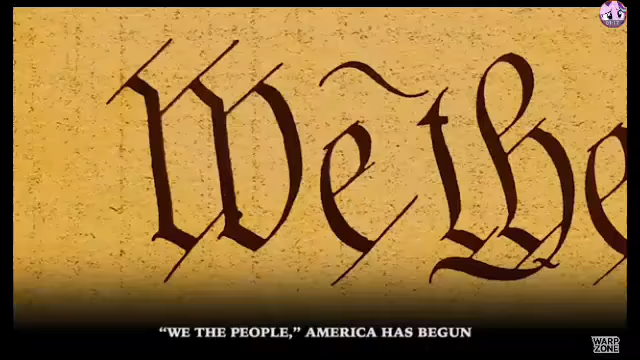 We the
“WE THE PEOPLE,” AMERICA HAS BEGUN
WARP
ZONE